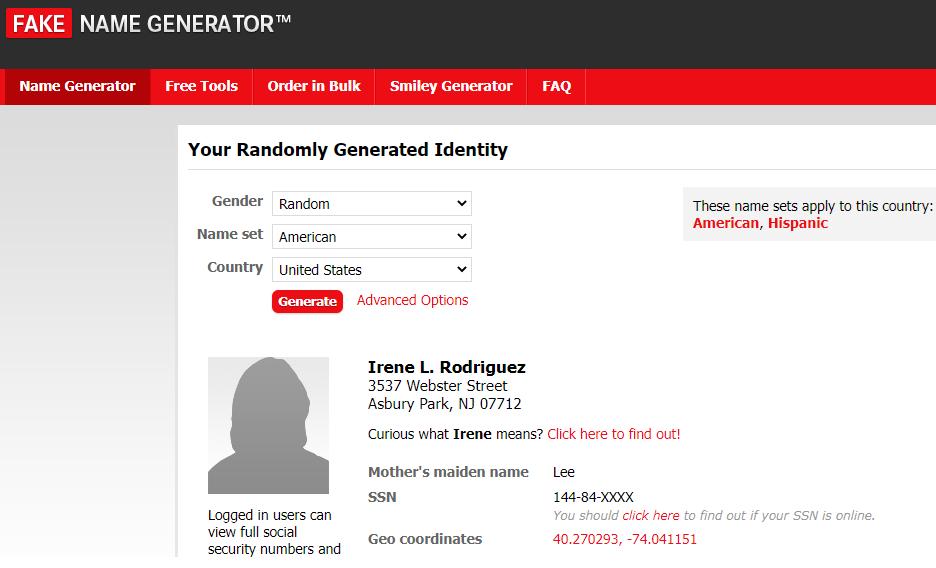 FAKE NAME GENERATOR™
Name Generator Free Tools Order in Bulk Smiley Generator FAQ
Your Randomly Generated Identity
Gender Random
Name set American
Country United States
Generate Advanced Options
These name sets apply to this country:
American, Hispanic
Irene L. Rodriguez
3537 Webster Street
Asbury Park, NJ 07712
Curious what Irene means? Click here to find out!
Mother's maiden name Lee
SSN 144-84-XXXX
You should click here to find out if your SSN is online.
Geo coordinates 40.270293, -74.041151
Logged in users can
view full social
security numbers and